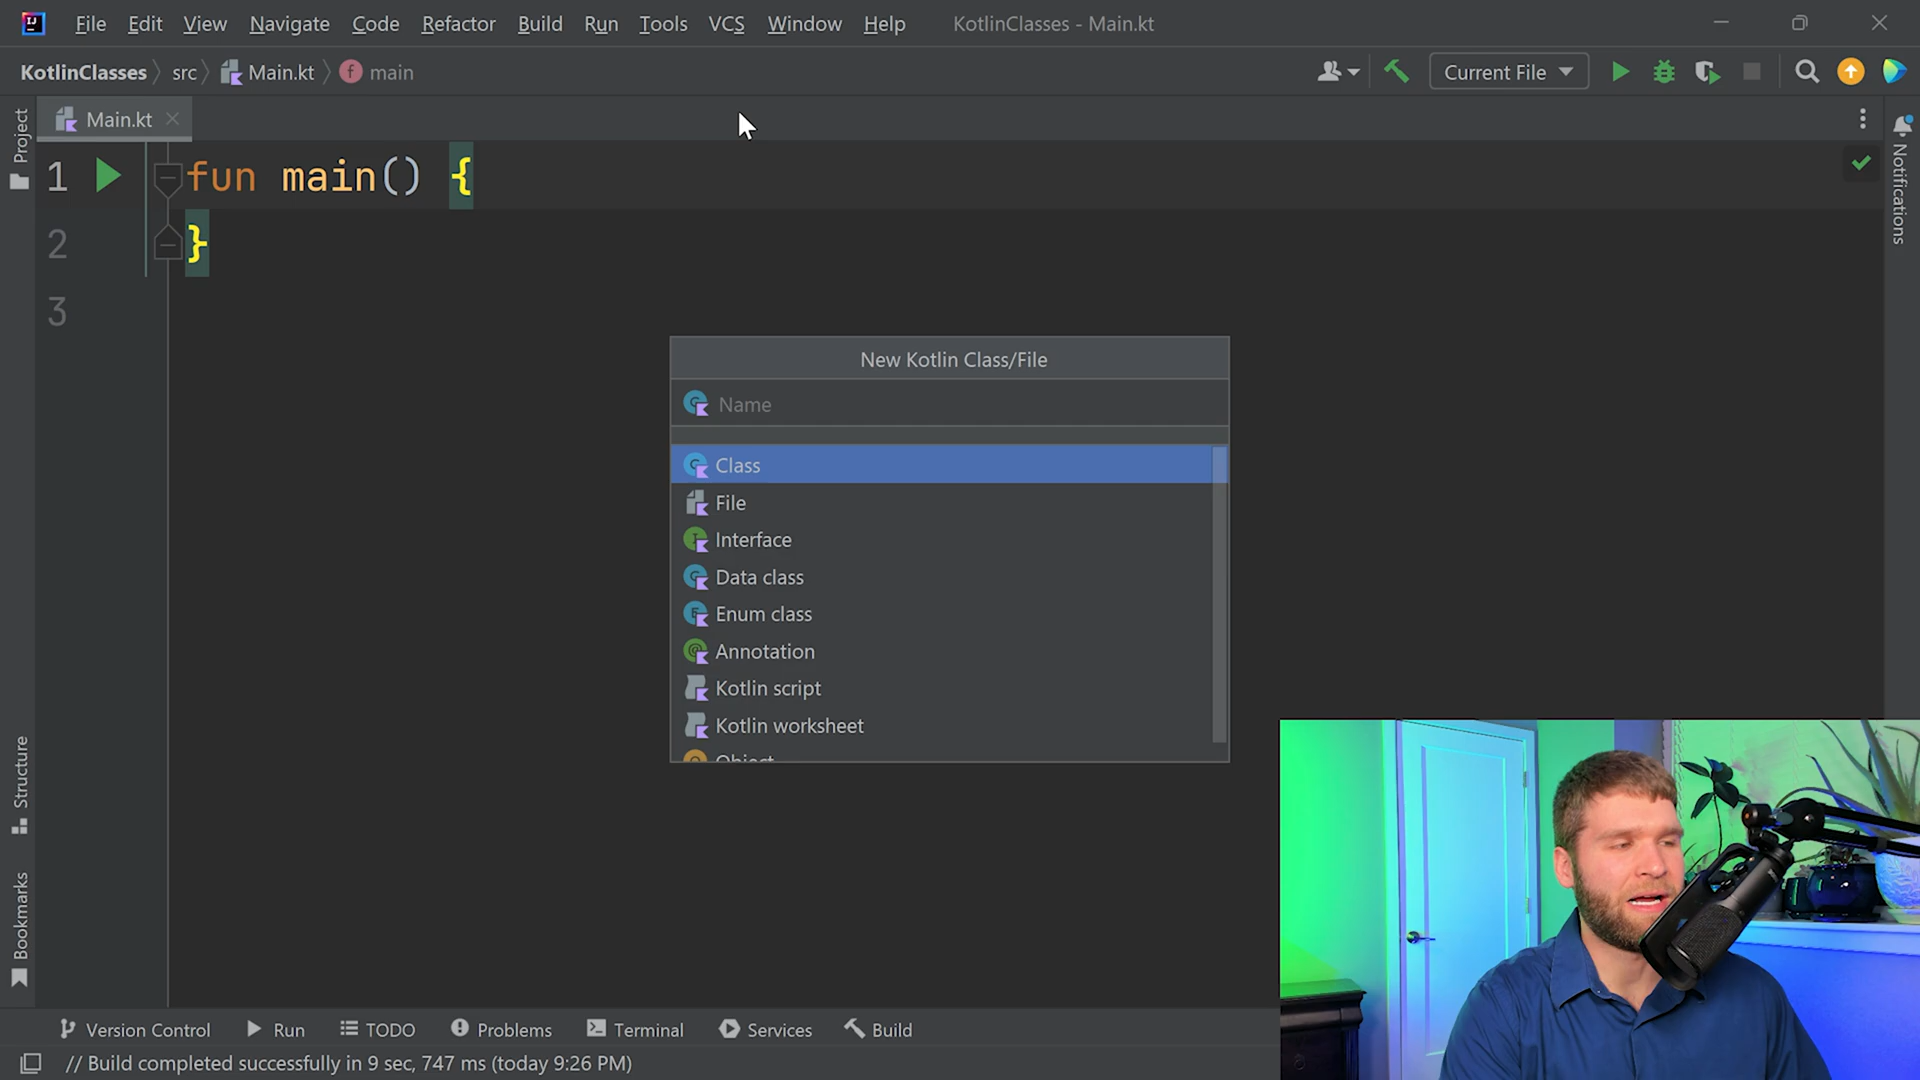 File Edit View Navigate Code Refactor Build Run Tools VCS Window Help KotlinClasses - Main.kt
KotlinClasses src Main.kt main
Current File
Project
Main.kt
Notifications
1 fun main() {
2 }
3
New Kotlin Class/File
Name
Class
File
Interface
Data class
Enum class
Annotation
Kotlin script
Kotlin worksheet
Object
Structure
Bookmarks
Version Control Run TODO Problems Terminal Services Build
// Build completed successfully in 9 sec, 747 ms (today 9:26 PM)